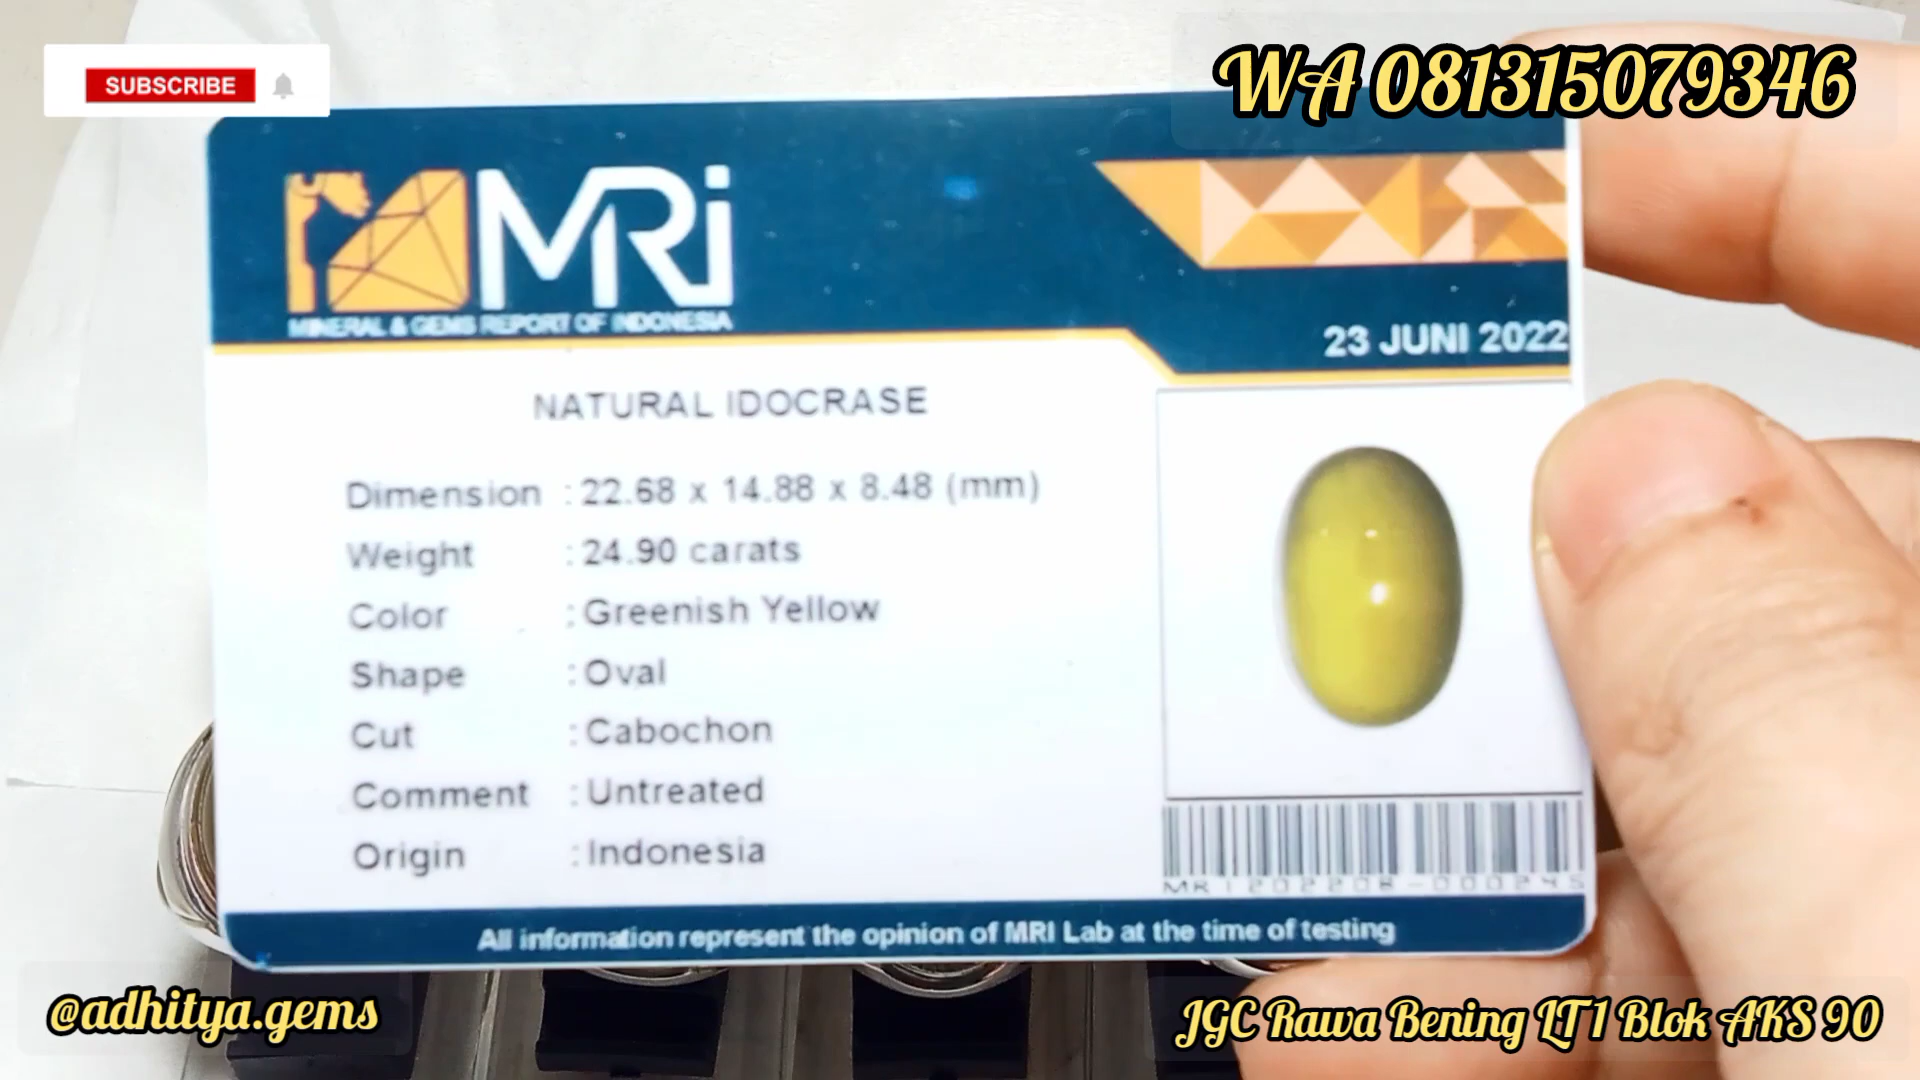 SUBSCRIBE
WA 081315079346
MRi
MINERAL & GEMS REPORT OF INDONESIA
23 JUNI 2022
NATURAL IDOCRASE
Dimension : 22.68 x 14.88 x 8.48 (mm)
Weight : 24.90 carats
Color : Greenish Yellow
Shape : Oval
Cut : Cabochon
Comment : Untreated
Origin : Indonesia
All information represent the opinion of MRI Lab at the time of testing
@adhitya.gems
JGC Rawa Bening LT 1 Blok AKS 90